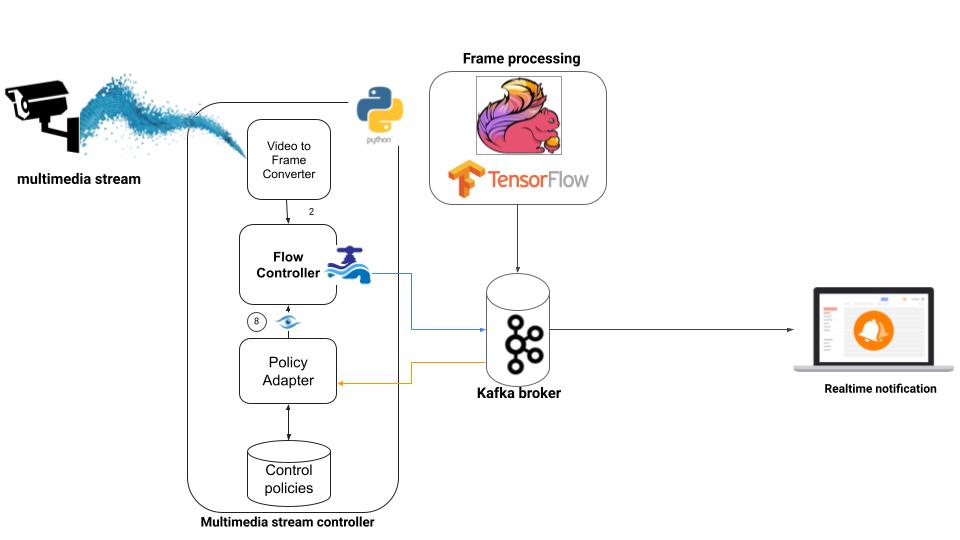 Frame processing
multimedia stream
python
TensorFlow
Video to
Frame
Converter
2
Flow
Controller
8
Policy
Adapter
Kafka broker
Realtime notification
Control
policies
Multimedia stream controller